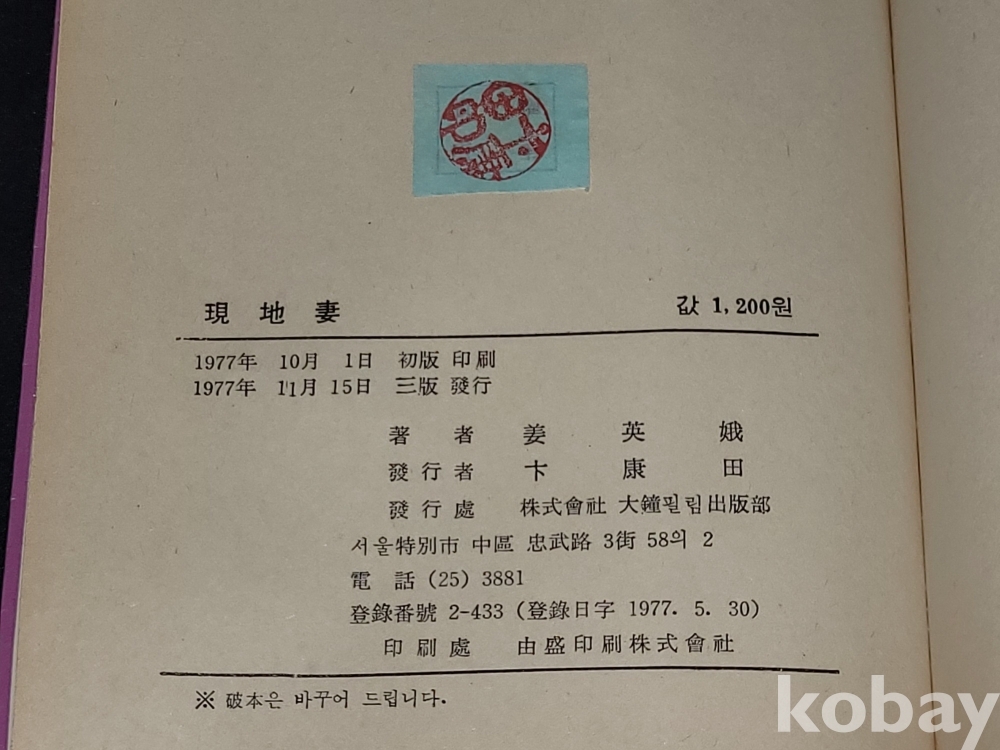 現地妻 값 1,200원
1977年 10月 1日 初版 印刷
1977年 11月 15日 三版 發行
著者 姜英娥
發行者 卞康田
發行處 株式會社 大鐘필림出版部
서울特別市 中區 忠武路 3街 58의 2
電話 (25) 3881
登錄番號 2-433 (登錄日字 1977. 5. 30)
印刷處 由盛印刷株式會社
※ 破本은 바꾸어 드립니다.
kobay